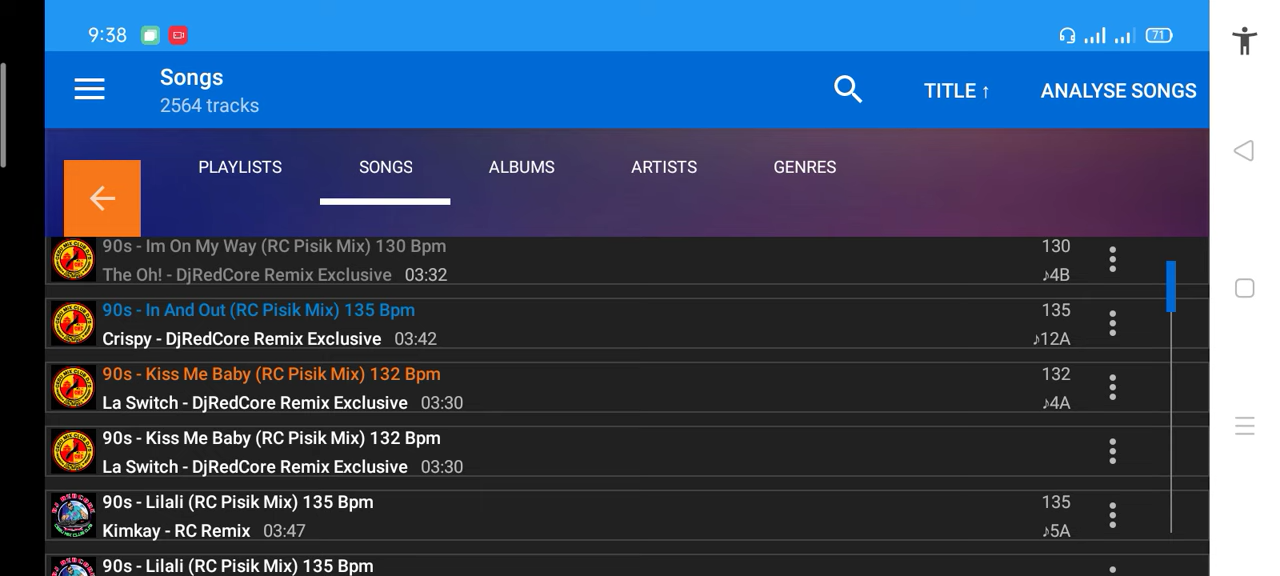 9:38
71
Songs
2564 tracks
TITLE ↑
ANALYSE SONGS
PLAYLISTS
SONGS
ALBUMS
ARTISTS
GENRES
90s - Im On My Way (RC Pisik Mix) 130 Bpm
130
The Oh! - DjRedCore Remix Exclusive 03:32
♪4B
90s - In And Out (RC Pisik Mix) 135 Bpm
135
Crispy - DjRedCore Remix Exclusive 03:42
♪12A
90s - Kiss Me Baby (RC Pisik Mix) 132 Bpm
132
La Switch - DjRedCore Remix Exclusive 03:30
♪4A
90s - Kiss Me Baby (RC Pisik Mix) 132 Bpm
La Switch - DjRedCore Remix Exclusive 03:30
90s - Lilali (RC Pisik Mix) 135 Bpm
135
Kimkay - RC Remix 03:47
♪5A
90s - Lilali (RC Pisik Mix) 135 Bpm